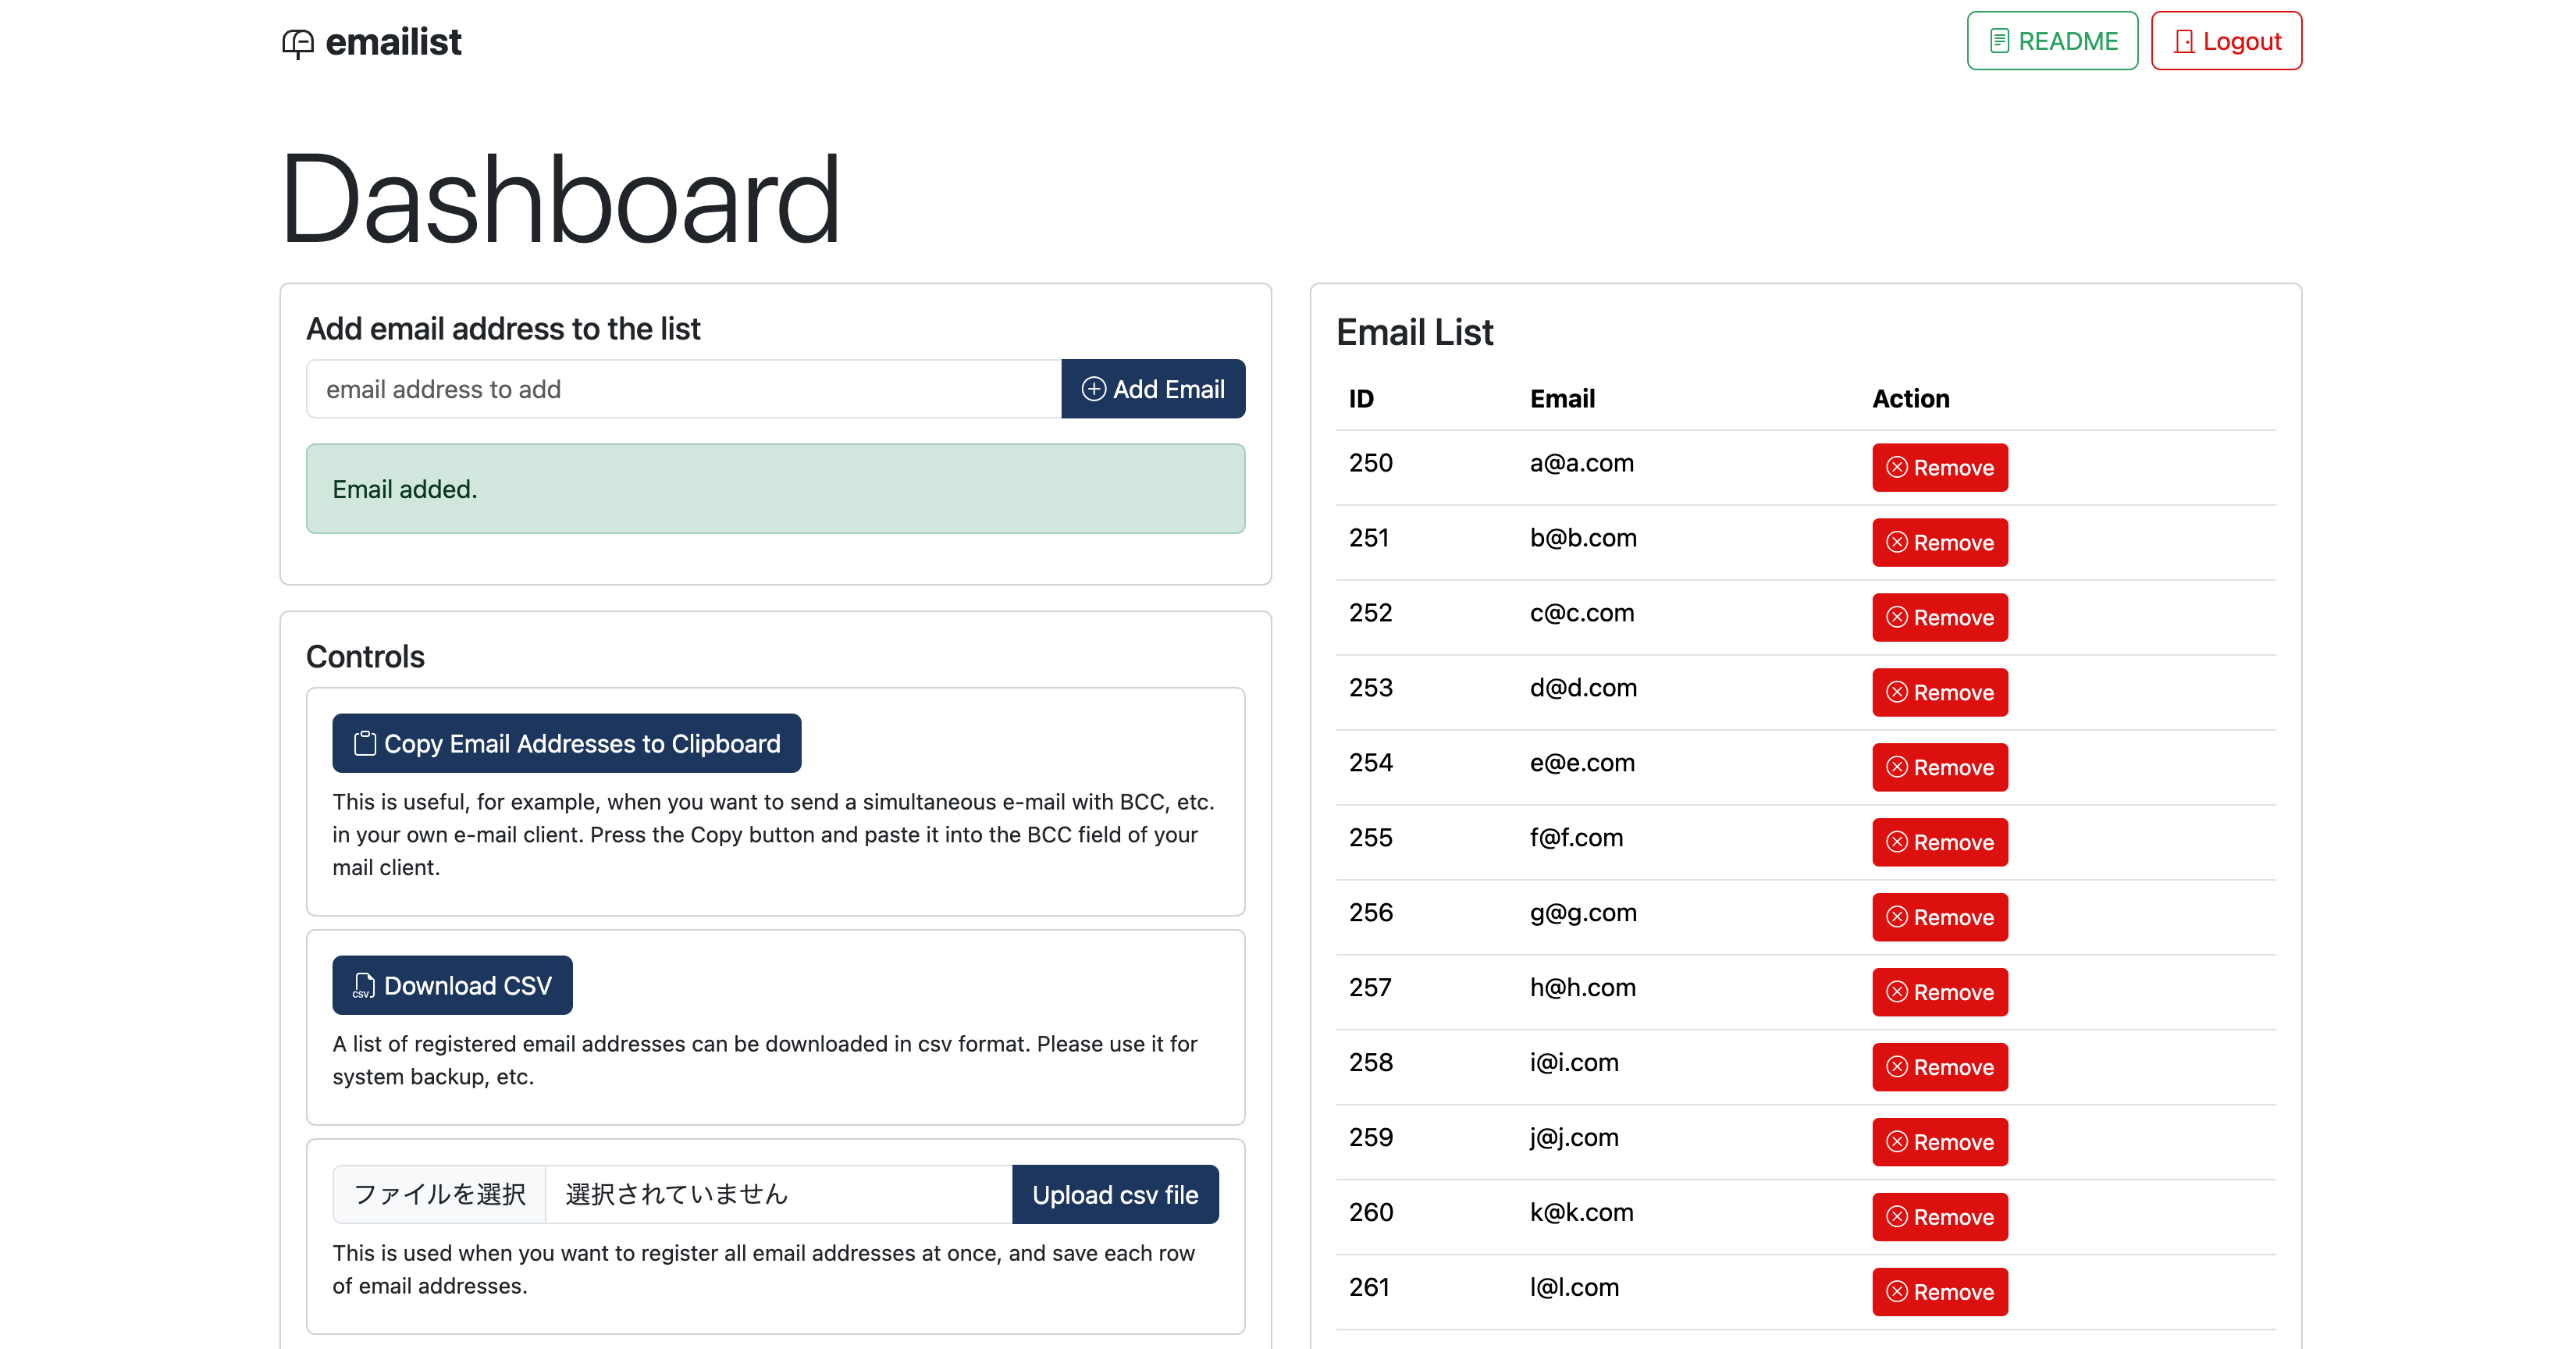 emailist
README
Logout
Dashboard
Add email address to the list
email address to add
Add Email
Email added.
Controls
Copy Email Addresses to Clipboard
This is useful, for example, when you want to send a simultaneous e-mail with BCC, etc.
in your own e-mail client. Press the Copy button and paste it into the BCC field of your
mail client.
CSV
Download CSV
A list of registered email addresses can be downloaded in csv format. Please use it for
system backup, etc.
ファイルを選択 選択されていません
Upload csv file
This is used when you want to register all email addresses at once, and save each row
of email addresses.
Email List
ID Email Action
250 a@a.com Remove
251 b@b.com Remove
252 c@c.com Remove
253 d@d.com Remove
254 e@e.com Remove
255 f@f.com Remove
256 g@g.com Remove
257 h@h.com Remove
258 i@i.com Remove
259 j@j.com Remove
260 k@k.com Remove
261 l@l.com Remove